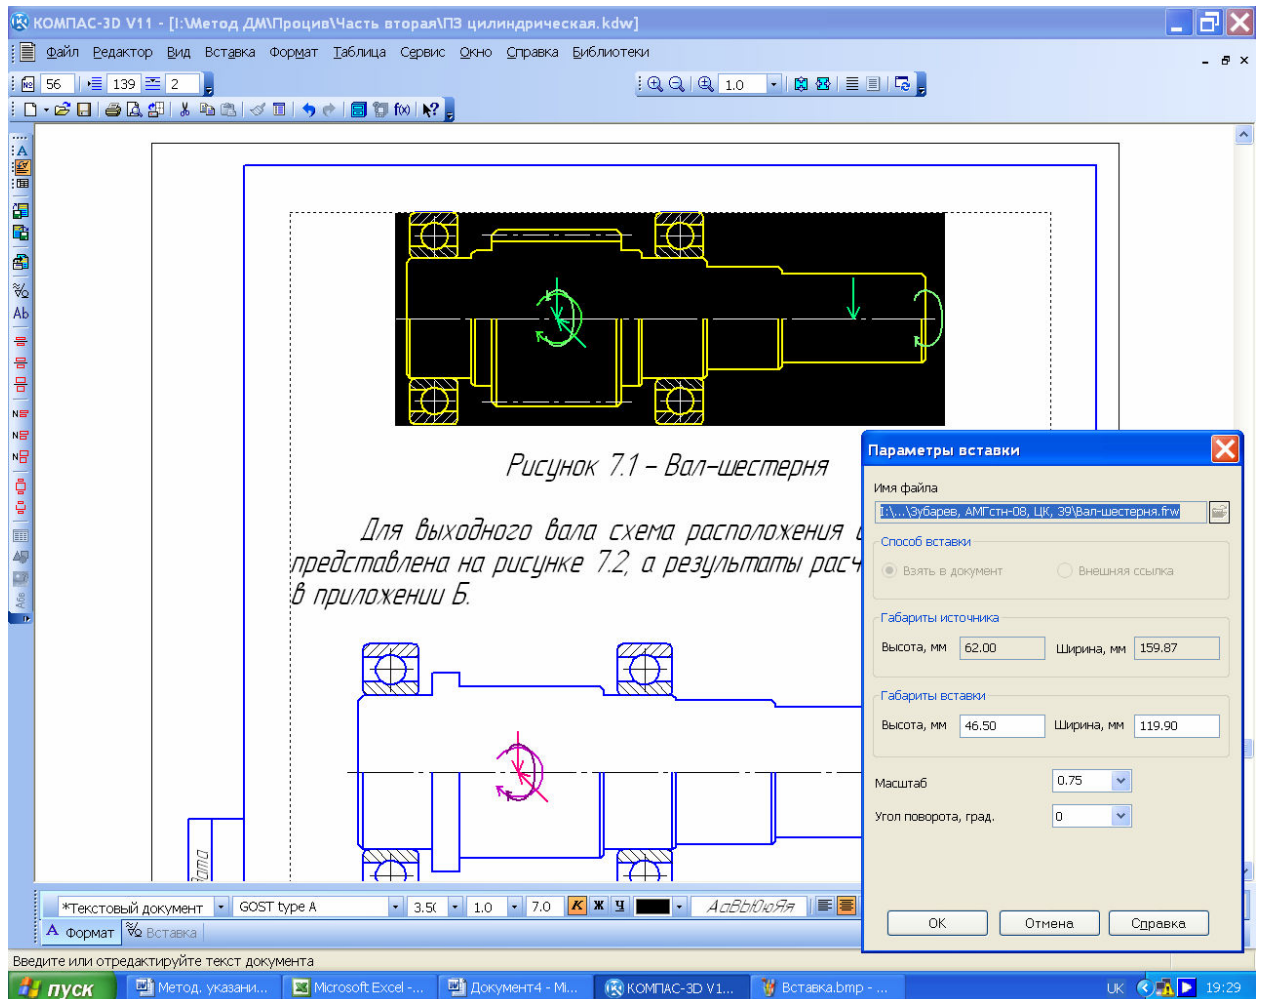 КОМПАС-3D V11 - [I:\Метод ДМ\Процив\Часть вторая\ПЗ цилиндрическая.kdw]
Файл Редактор Вид Вставка Формат Таблица Сервис Окно Справка Библиотеки
56 139 2 1.0
Рисунок 7.1 – Вал-шестерня
Для выходного вала схема расположения
представлена на рисунке 7.2, а результаты расч
в приложении Б.
Дата
Параметры вставки
Имя файла
I:\...\Зубарев, АМГстн-08, ЦК, 39\Вал-шестерня.frw
Способ вставки
Взять в документ Внешняя ссылка
Габариты источника
Высота, мм 62.00 Ширина, мм 159.87
Габариты вставки
Высота, мм 46.50 Ширина, мм 119.90
Масштаб 0.75
Угол поворота, град. 0
OK Отмена Справка
*Текстовый документ GOST type A 3.5( 1.0 7.0 К Ж Ч АаВbЮюЯя
А Формат Вставка
Введите или отредактируйте текст документа
пуск Метод. указани... Microsoft Excel -... Документ4 - Mi... КОМПАС-3D V1... Вставка.bmp - ... UK 19:29